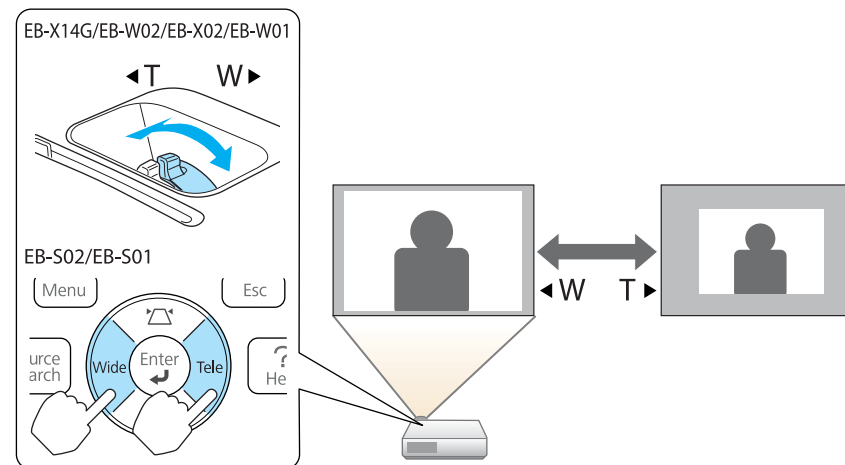 EB-X14G/EB-W02/EB-X02/EB-W01
◀T W▶
EB-S02/EB-S01
Menu Esc
Wide Enter Tele
urce
arch
?
He
◀W T▶